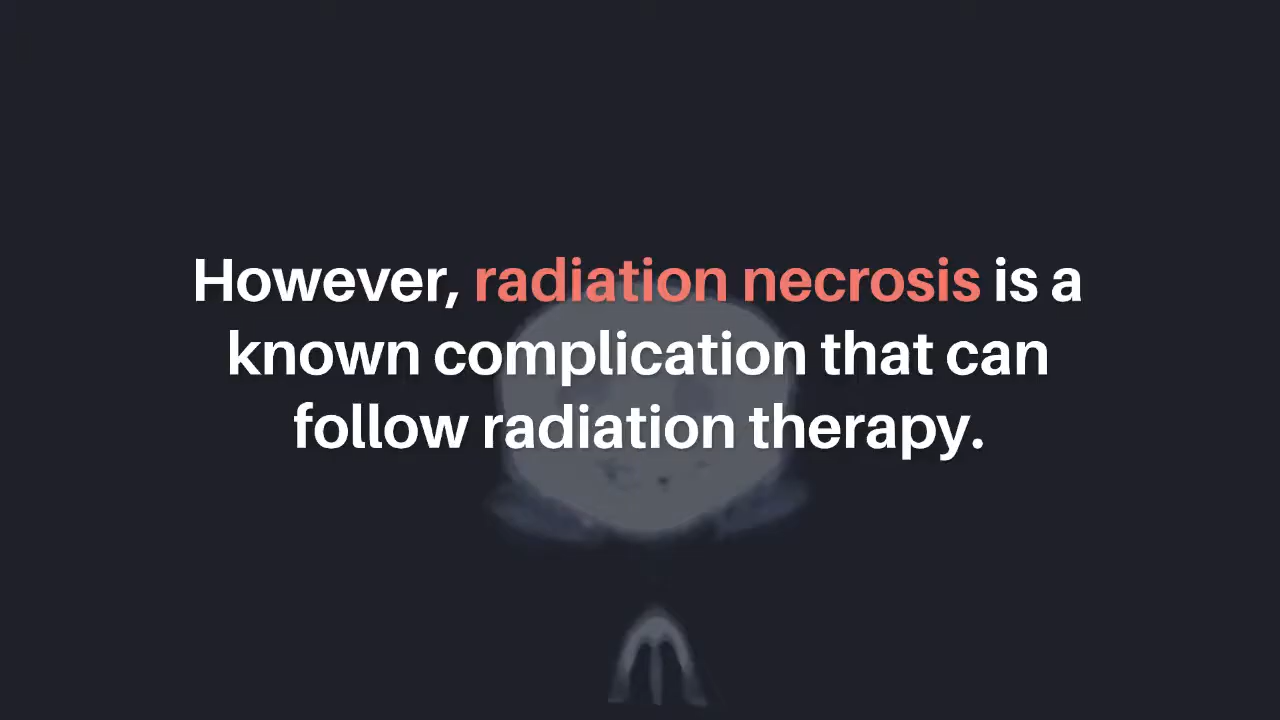 However, radiation necrosis is a
known complication that can
follow radiation therapy.